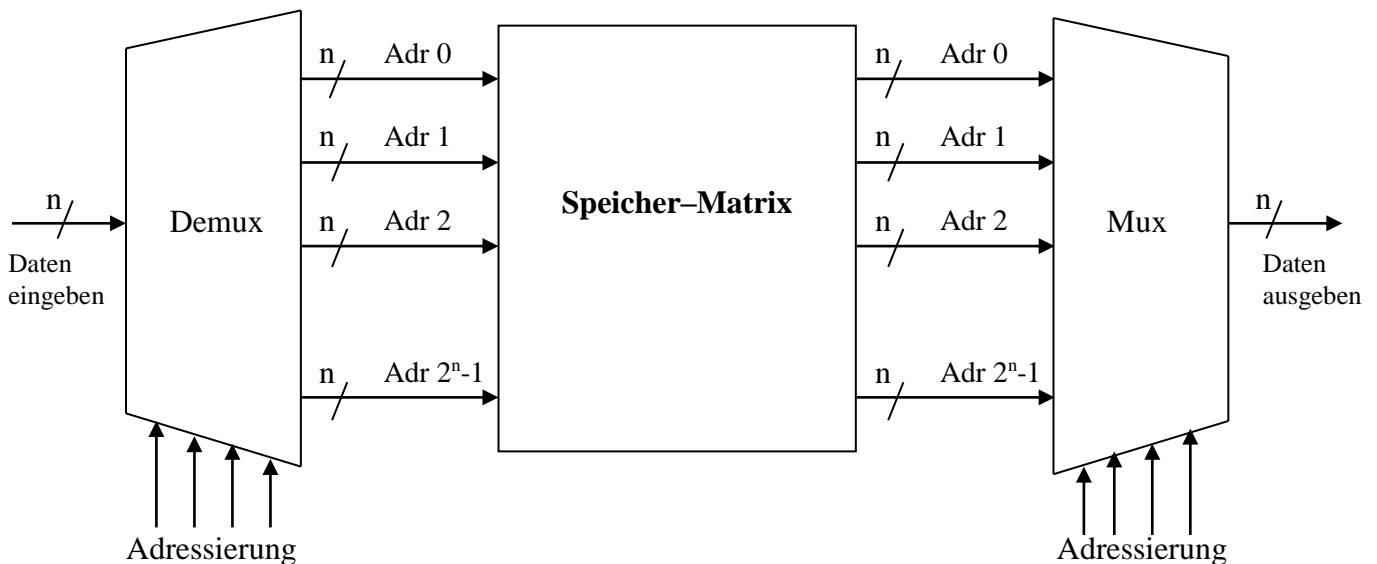 n Adr 0 n Adr 0
n Adr 1 n Adr 1
n Demux n Adr 2 Speicher–Matrix n Adr 2 Mux n
Daten
eingeben
Daten
ausgeben
n Adr 2ⁿ-1 n Adr 2ⁿ-1
Adressierung Adressierung